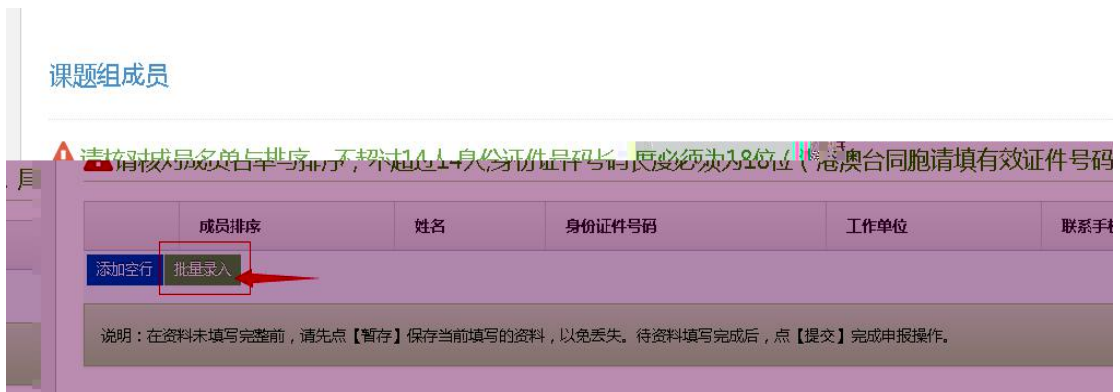 课题组成员
请核对成员名单与排序，不超过14人,身份证件号码长度必须为18位（港澳台同胞请填有效证件号码
成员排序 姓名 身份证件号码 工作单位 联系手机
添加空行 批量录入
说明：在资料未填写完整前，请先点【暂存】保存当前填写的资料，以免丢失。待资料填写完成后，点【提交】完成申报操作。